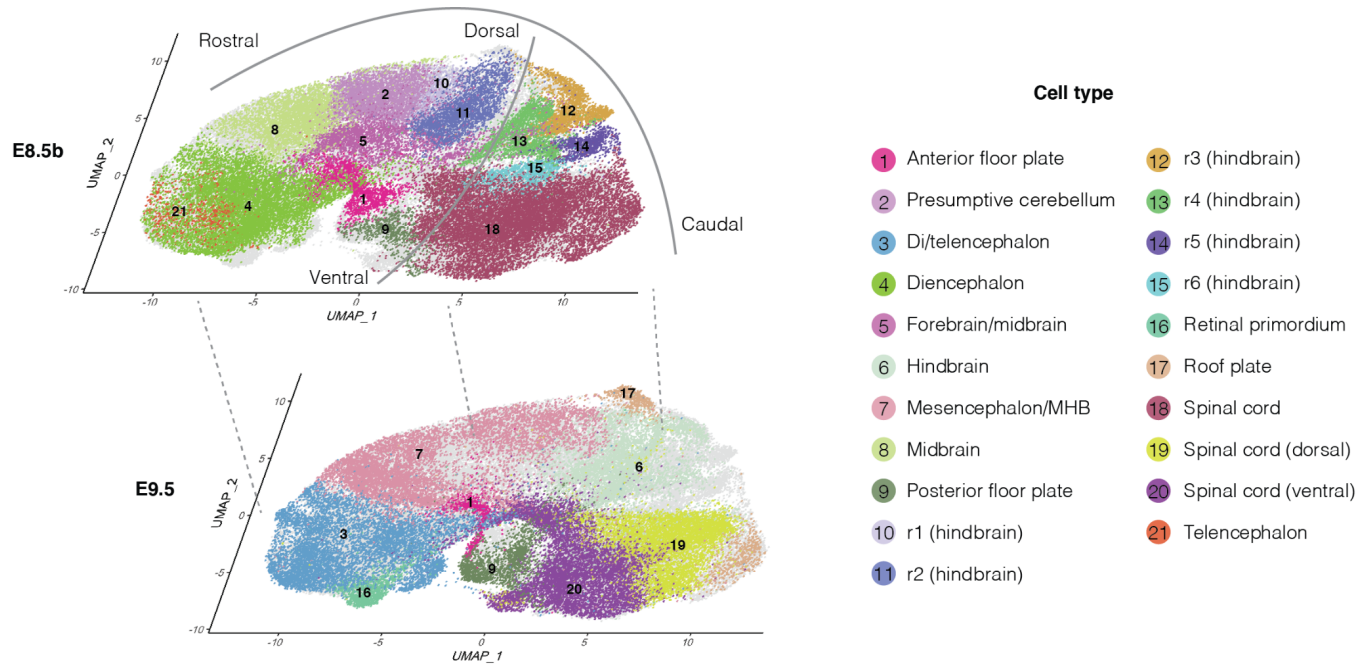 Rostral
Dorsal
Caudal
Ventral
E8.5b
UMAP_2
10
5
0
-5
-10
-10
-5
0
5
10
UMAP_1
10
2
11
12
8
5
13
14
15
1
21
4
9
18
E9.5
UMAP_2
10
5
0
-5
-10
-10
-5
0
5
10
UMAP_1
17
7
6
1
3
19
9
16
20
Cell type
1 Anterior floor plate
2 Presumptive cerebellum
3 Di/telencephalon
4 Diencephalon
5 Forebrain/midbrain
6 Hindbrain
7 Mesencephalon/MHB
8 Midbrain
9 Posterior floor plate
10 r1 (hindbrain)
11 r2 (hindbrain)
12 r3 (hindbrain)
13 r4 (hindbrain)
14 r5 (hindbrain)
15 r6 (hindbrain)
16 Retinal primordium
17 Roof plate
18 Spinal cord
19 Spinal cord (dorsal)
20 Spinal cord (ventral)
21 Telencephalon